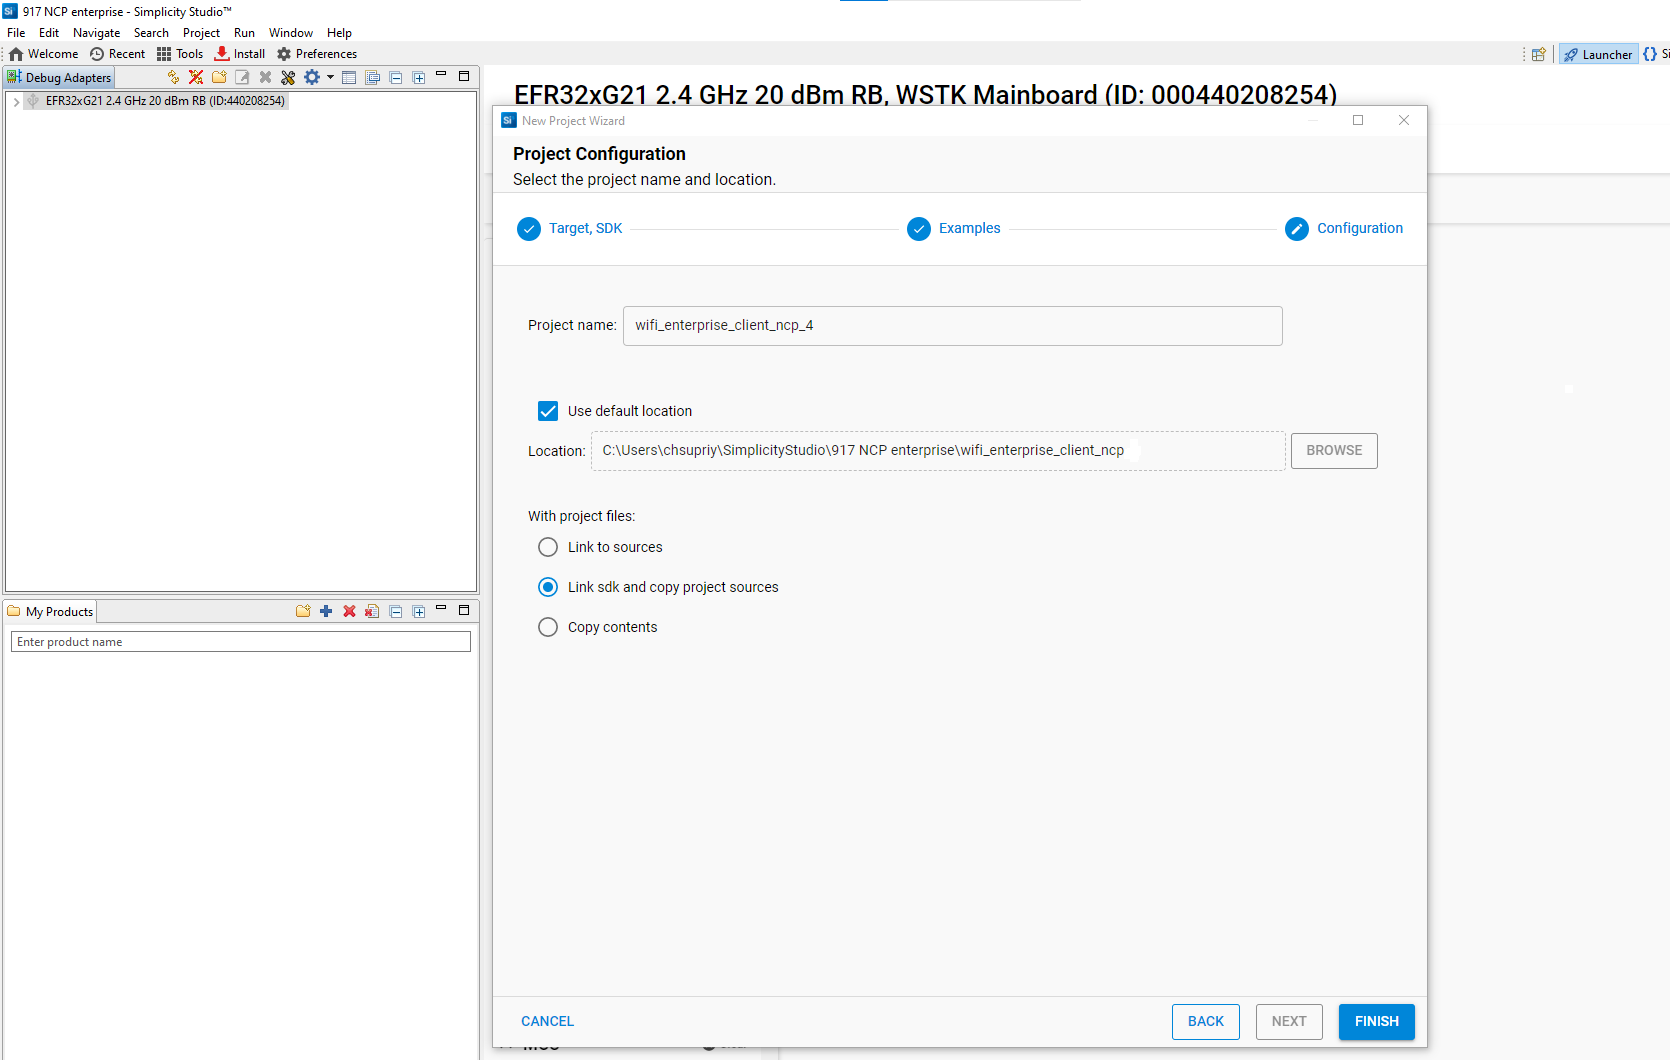 917 NCP enterprise - Simplicity Studio™
File Edit Navigate Search Project Run Window Help
Welcome Recent Tools Install Preferences
Launcher
Debug Adapters
EFR32xG21 2.4 GHz 20 dBm RB (ID:440208254)
My Products
Enter product name
EFR32xG21 2.4 GHz 20 dBm RB, WSTK Mainboard (ID: 000440208254)
New Project Wizard
Project Configuration
Select the project name and location.
Target, SDK Examples Configuration
Project name: wifi_enterprise_client_ncp_4
Use default location
Location: C:\Users\chsupriy\SimplicityStudio\917 NCP enterprise\wifi_enterprise_client_ncp
BROWSE
With project files:
Link to sources
Link sdk and copy project sources
Copy contents
CANCEL BACK NEXT FINISH